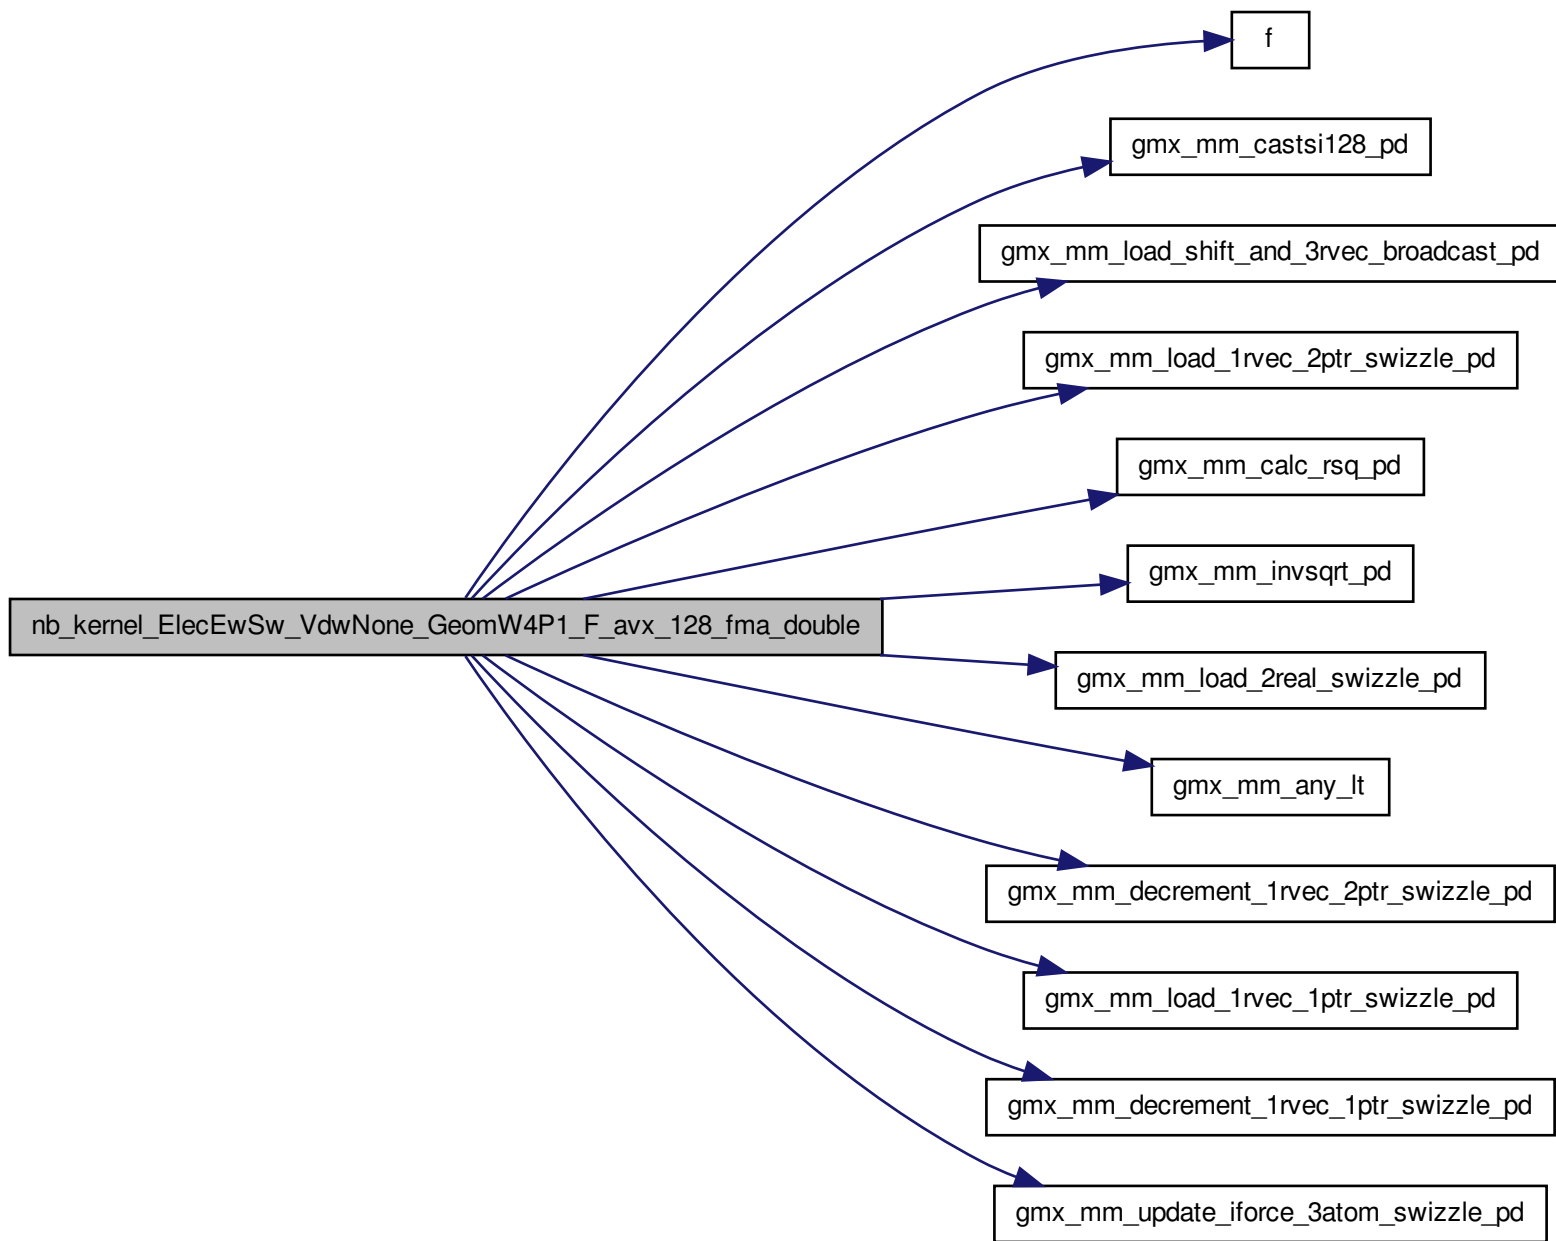 f
gmx_mm_castsi128_pd
gmx_mm_load_shift_and_3rvec_broadcast_pd
gmx_mm_load_1rvec_2ptr_swizzle_pd
gmx_mm_calc_rsq_pd
gmx_mm_invsqrt_pd
nb_kernel_ElecEwSw_VdwNone_GeomW4P1_F_avx_128_fma_double
gmx_mm_load_2real_swizzle_pd
gmx_mm_any_lt
gmx_mm_decrement_1rvec_2ptr_swizzle_pd
gmx_mm_load_1rvec_1ptr_swizzle_pd
gmx_mm_decrement_1rvec_1ptr_swizzle_pd
gmx_mm_update_iforce_3atom_swizzle_pd